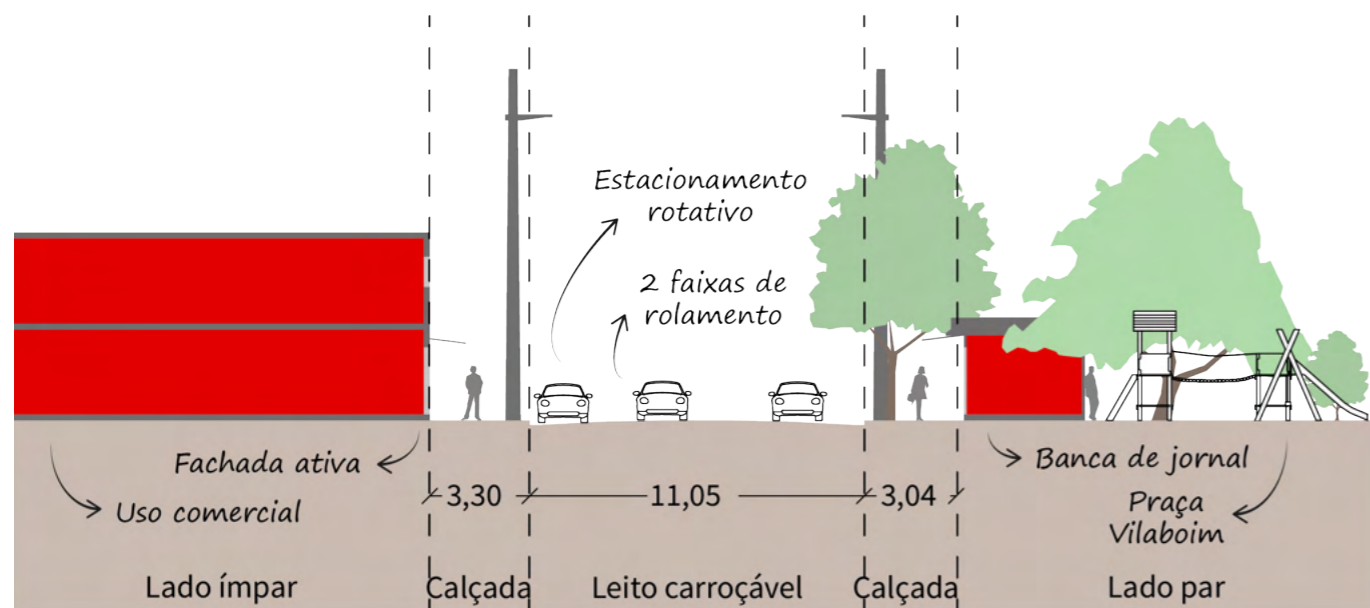 Estacionamento
rotativo
2 faixas de
rolamento
Fachada ativa
Uso comercial
3,30
11,05
3,04
Banca de jornal
Praça
Vilaboim
Lado ímpar
Calçada
Leito carroçável
Calçada
Lado par